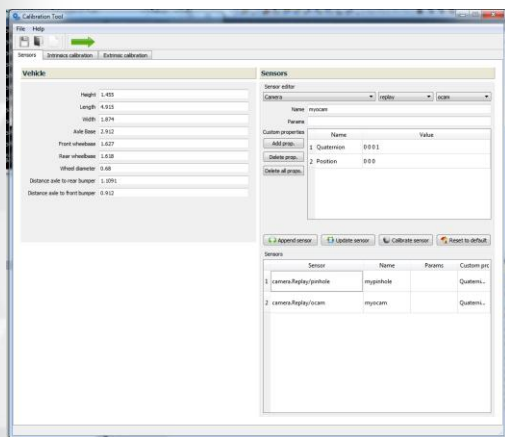 Calibration Tool
File Help
Sensors Intrinsics calibration Extrinsic calibration
Vehicle
Height 1.455
Length 4.915
Width 1.874
Axle Base 2.912
Front wheelbase 1.627
Rear wheelbase 1.618
Wheel diameter 0.68
Distance axle to rear bumper 1.1091
Distance axle to front bumper 0.912
Sensors
Sensor editor
Camera replay ocam
Name myocam
Params
Custom properties
Add prop.
Delete prop.
Delete all props.
Name Value
1 Quaternion 0 0 0 1
2 Position 0 0 0
Append sensor Update sensor Calibrate sensor Reset to default
Sensors
Sensor Name Params Custom prc
1 camera.Replay/pinhole mypinhole Quaterni...
2 camera.Replay/ocam myocam Quaterni...